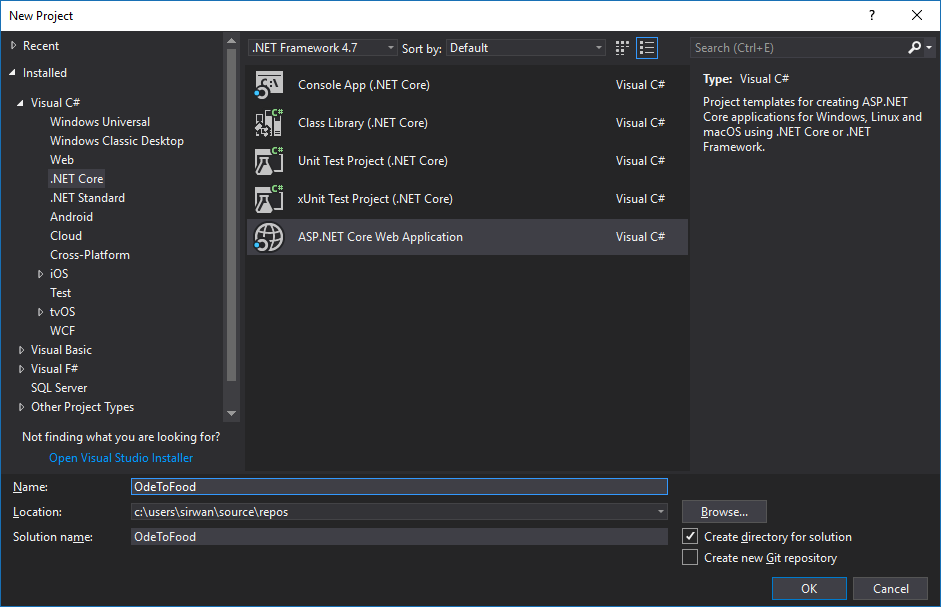 New Project
?
Recent
Installed
Visual C#
Windows Universal
Windows Classic Desktop
Web
.NET Core
.NET Standard
Android
Cloud
Cross-Platform
iOS
Test
tvOS
WCF
Visual Basic
Visual F#
SQL Server
Other Project Types
Not finding what you are looking for?
Open Visual Studio Installer
.NET Framework 4.7 Sort by: Default
Console App (.NET Core) Visual C#
Class Library (.NET Core) Visual C#
Unit Test Project (.NET Core) Visual C#
xUnit Test Project (.NET Core) Visual C#
ASP.NET Core Web Application Visual C#
Search (Ctrl+E)
Type: Visual C#
Project templates for creating ASP.NET
Core applications for Windows, Linux and
macOS using .NET Core or .NET
Framework.
Name: OdeToFood
Location: c:\users\sirwan\source\repos Browse...
Solution name: OdeToFood
Create directory for solution
Create new Git repository
OK Cancel